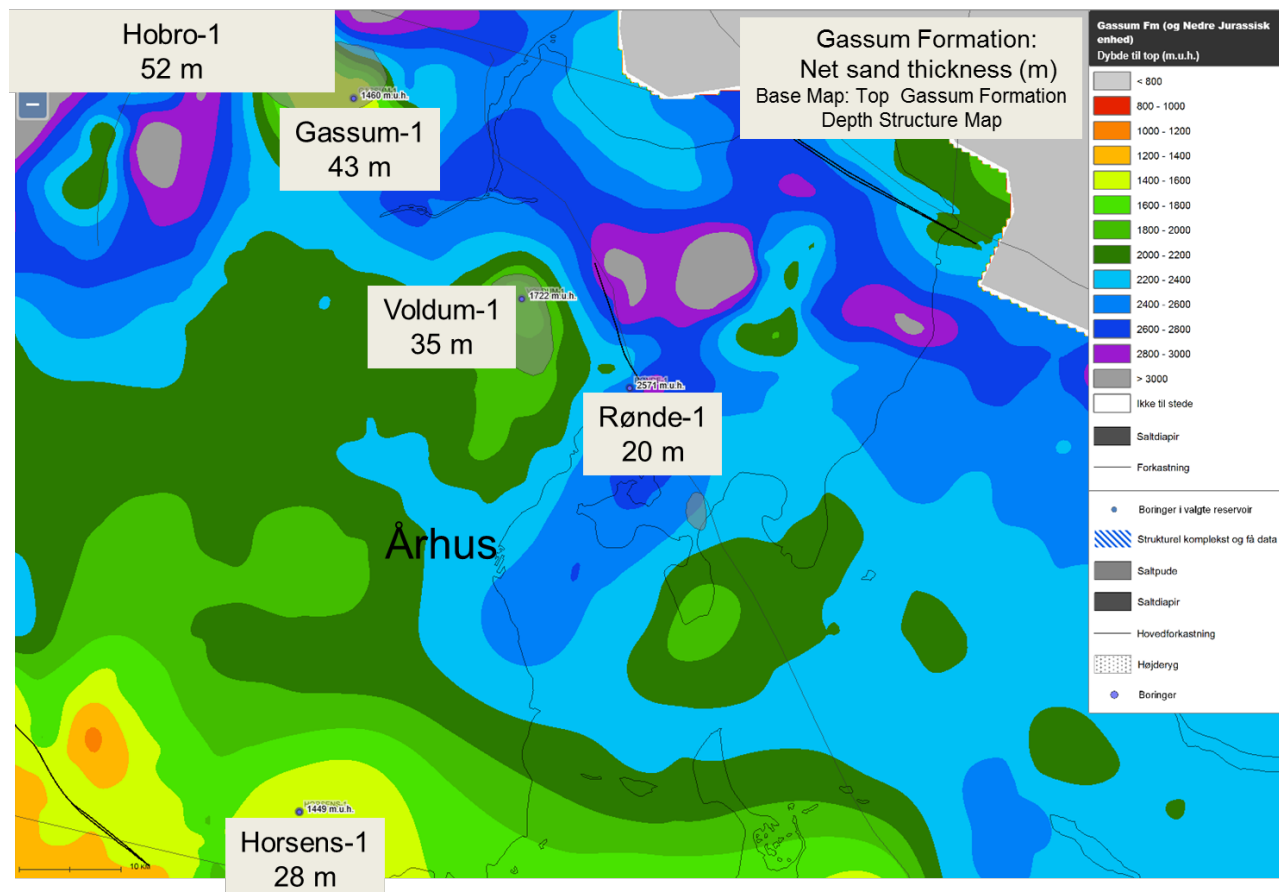 Hobro-1
52 m
−
1460 m.u.h.
Gassum-1
43 m
Gassum Formation:
Net sand thickness (m)
Base Map: Top Gassum Formation
Depth Structure Map
Voldum-1
35 m
1722 m.u.h.
2571 m.u.h.
Rønde-1
20 m
Århus
HORSENS-1
1449 m.u.h.
Horsens-1
28 m
10 KM
Gassum Fm (og Nedre Jurassisk
enhed)
Dybde til top (m.u.h.)
< 800
800 - 1000
1000 - 1200
1200 - 1400
1400 - 1600
1600 - 1800
1800 - 2000
2000 - 2200
2200 - 2400
2400 - 2600
2600 - 2800
2800 - 3000
> 3000
Ikke til stede
Saltdiapir
Forkastning
Boringer i valgte reservoir
Strukturel komplekst og få data
Saltpude
Saltdiapir
Hovedforkastning
Højderyg
Boringer